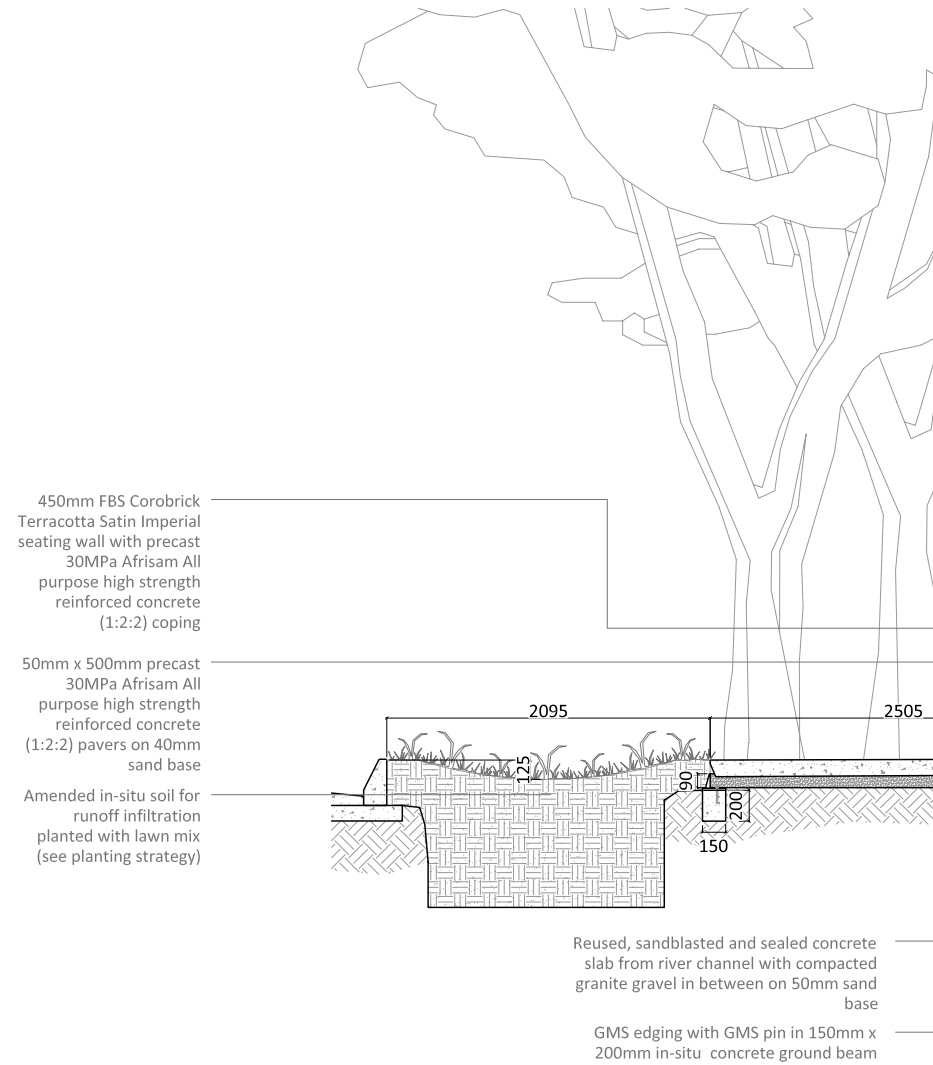 450mm FBS Corobrick
Terracotta Satin Imperial
seating wall with precast
30MPa Afrisam All
purpose high strength
reinforced concrete
(1:2:2) coping
50mm x 500mm precast
30MPa Afrisam All
purpose high strength
reinforced concrete
(1:2:2) pavers on 40mm
sand base
Amended in-situ soil for
runoff infiltration
planted with lawn mix
(see planting strategy)
2095
2505
125
90
200
150
Reused, sandblasted and sealed concrete
slab from river channel with compacted
granite gravel in between on 50mm sand
base
GMS edging with GMS pin in 150mm x
200mm in-situ concrete ground beam